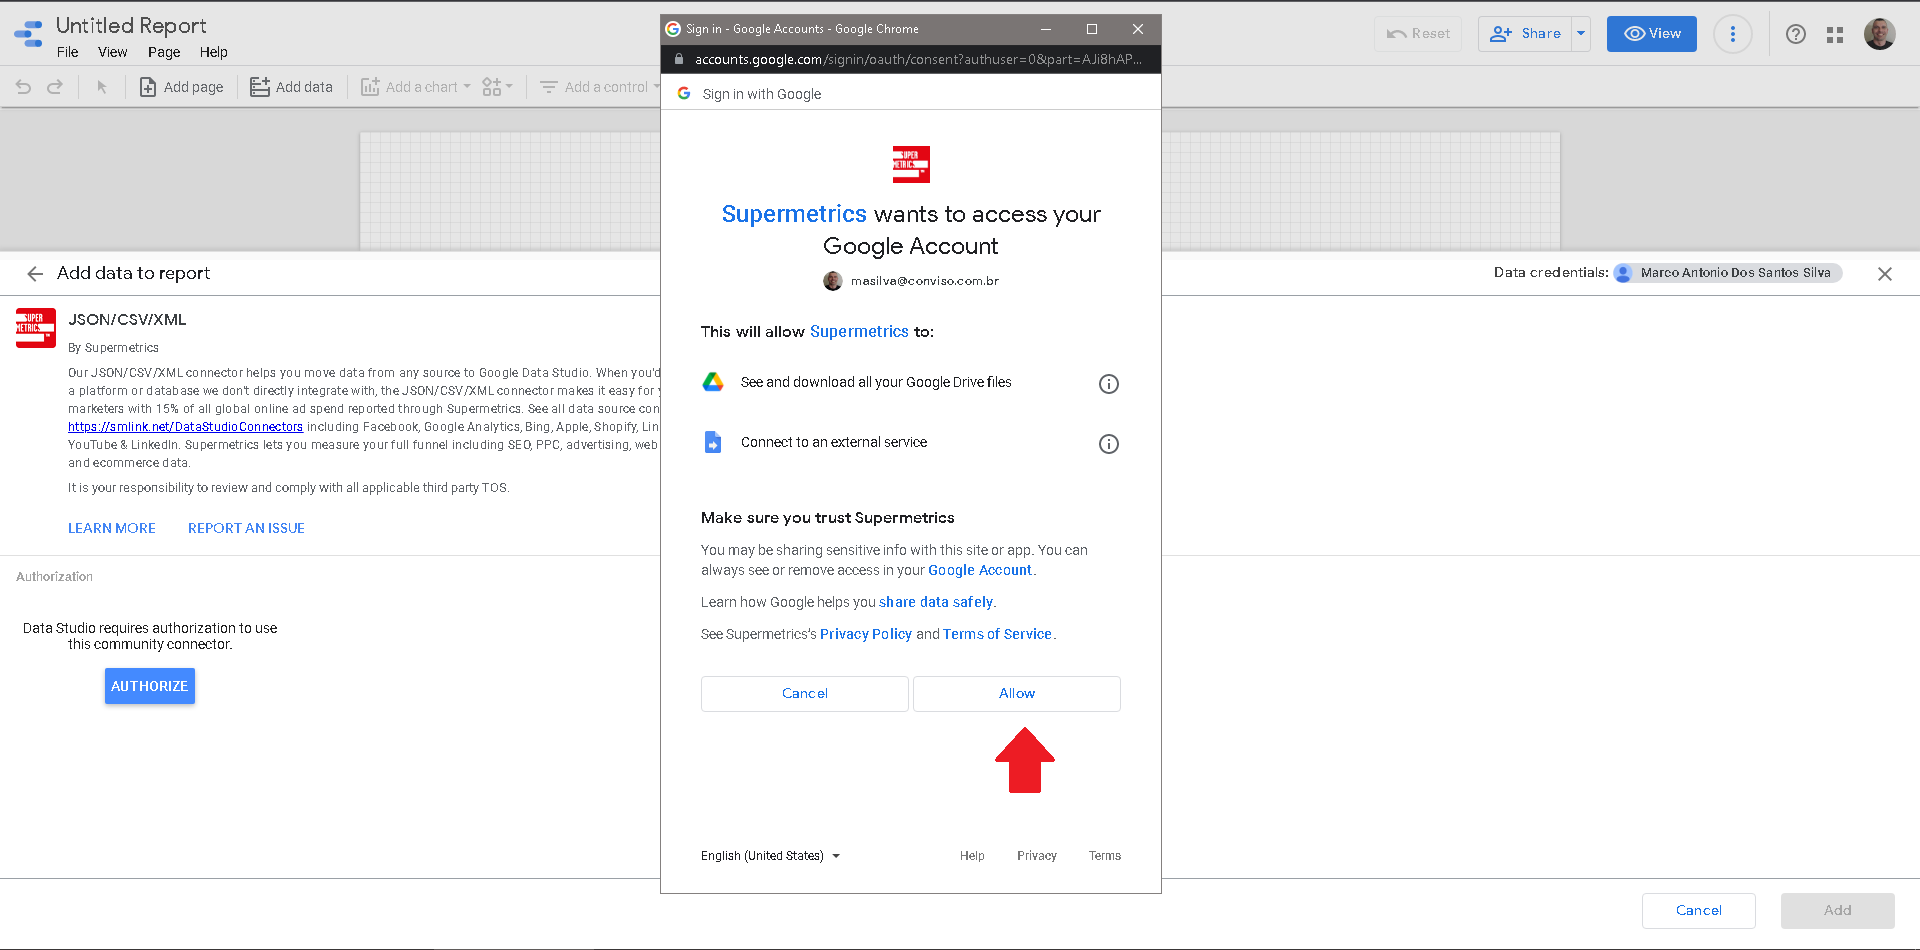 Untitled Report
File View Page Help
Reset
Share
View
Add page
Add data
Add a chart
Add a control
Add data to report
Data credentials: Marco Antonio Dos Santos Silva
SUPER METRICS
JSON/CSV/XML
By Supermetrics
Our JSON/CSV/XML connector helps you move data from any source to Google Data Studio. When you'd
a platform or database we don't directly integrate with, the JSON/CSV/XML connector makes it easy for
marketers with 15% of all global online ad spend reported through Supermetrics. See all data source con
https://smlink.net/DataStudioConnectors including Facebook, Google Analytics, Bing, Apple, Shopify, Lin
YouTube & LinkedIn. Supermetrics lets you measure your full funnel including SEO, PPC, advertising, web
and ecommerce data.
It is your responsibility to review and comply with all applicable third party TOS.
LEARN MORE REPORT AN ISSUE
Authorization
Data Studio requires authorization to use
this community connector.
AUTHORIZE
Sign in - Google Accounts - Google Chrome
accounts.google.com/signin/oauth/consent?authuser=0&part=AJi8hAP...
Sign in with Google
SUPER METRICS
Supermetrics wants to access your
Google Account
masilva@conviso.com.br
This will allow Supermetrics to:
See and download all your Google Drive files
Connect to an external service
Make sure you trust Supermetrics
You may be sharing sensitive info with this site or app. You can
always see or remove access in your Google Account.
Learn how Google helps you share data safely.
See Supermetrics's Privacy Policy and Terms of Service.
Cancel
Allow
English (United States)
Help
Privacy
Terms
Cancel
Add